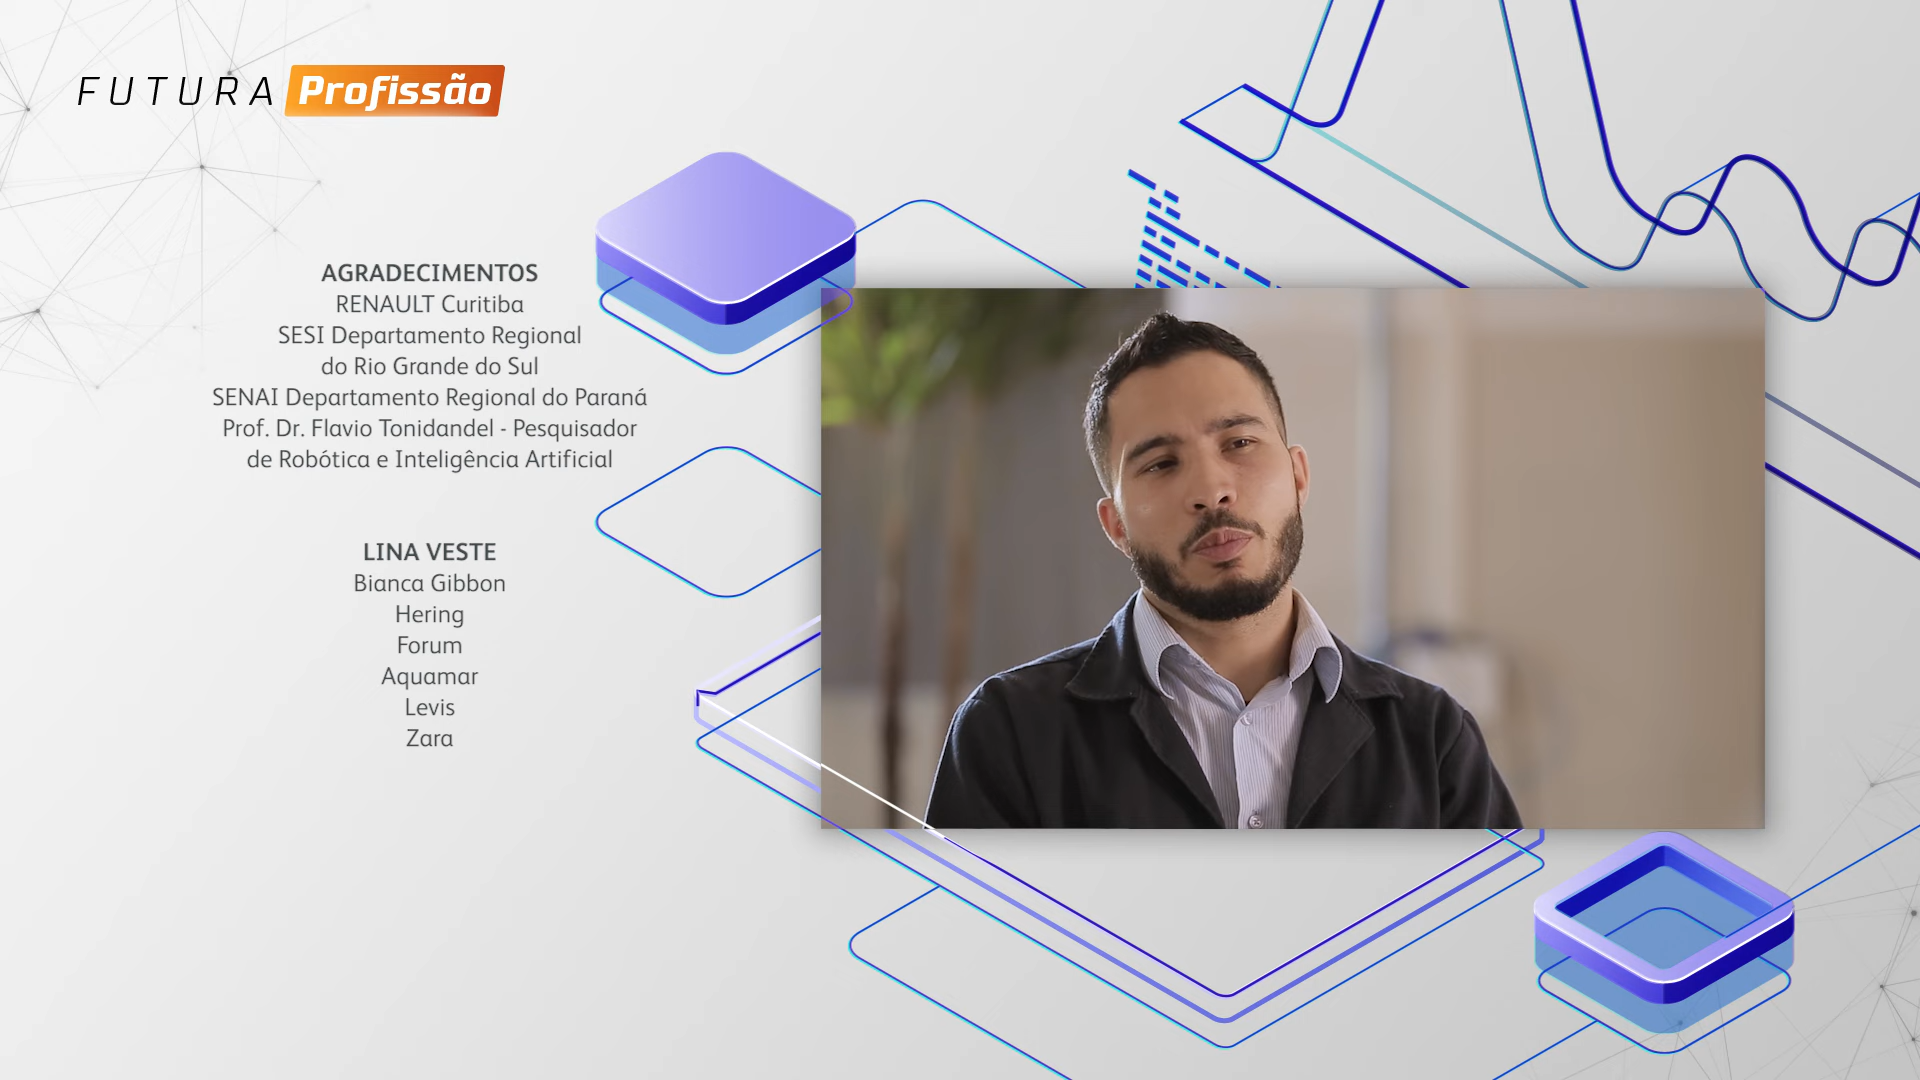 FUTURA Profissão
AGRADECIMENTOS
RENAULT Curitiba
SESI Departamento Regional
do Rio Grande do Sul
SENAI Departamento Regional do Paraná
Prof. Dr. Flavio Tonidandel - Pesquisador
de Robótica e Inteligência Artificial
LINA VESTE
Bianca Gibbon
Hering
Forum
Aquamar
Levis
Zara